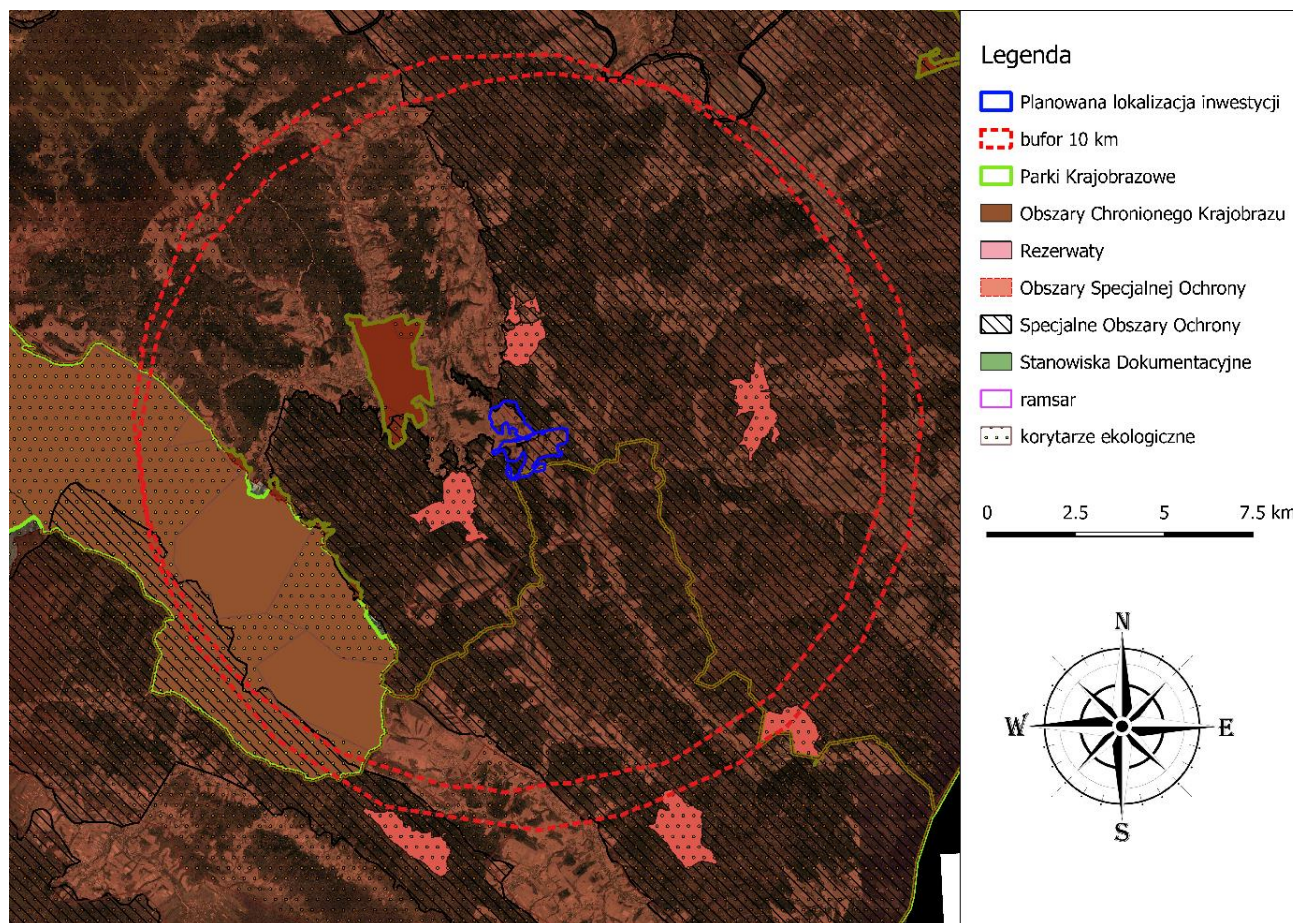 Legenda
Planowana lokalizacja inwestycji
bufor 10 km
Parki Krajobrazowe
Obszary Chronionego Krajobrazu
Rezerwaty
Obszary Specjalnej Ochrony
Specjalne Obszary Ochrony
Stanowiska Dokumentacyjne
ramsar
korytarze ekologiczne
0 2.5 5 7.5 km
N
W E
S